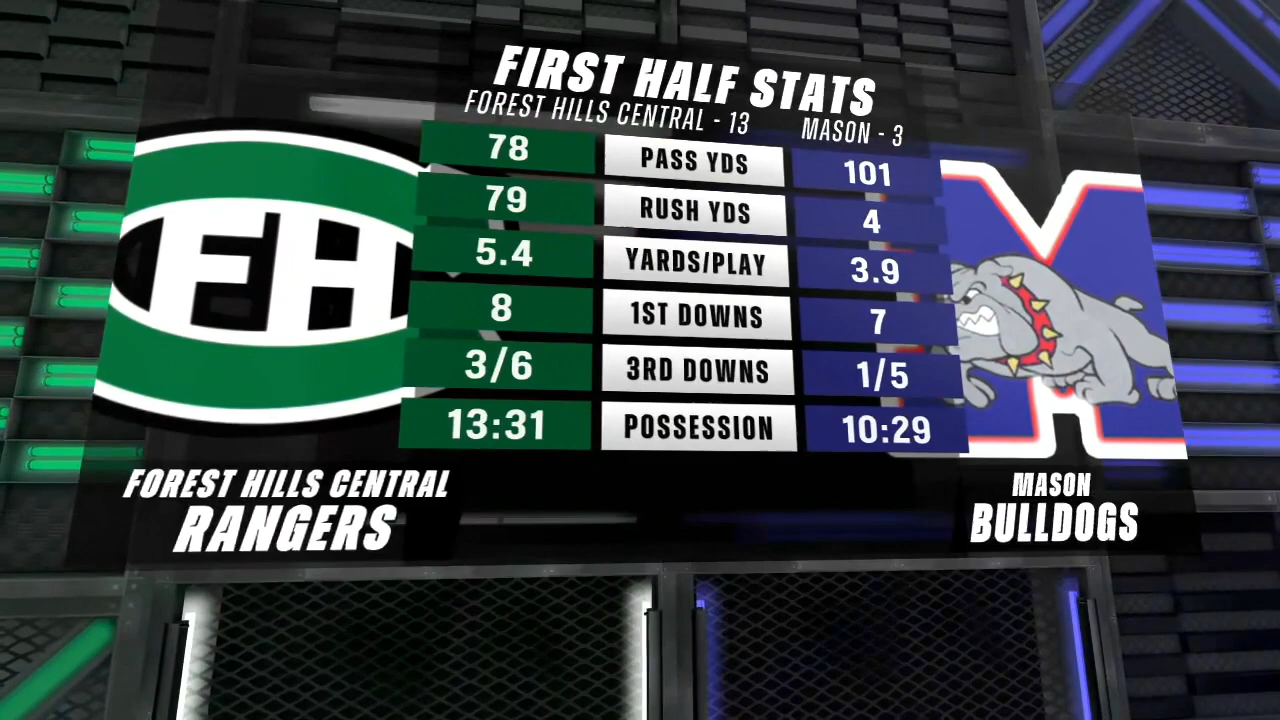 FIRST HALF STATS
FOREST HILLS CENTRAL - 13 MASON - 3
78 PASS YDS 101
79 RUSH YDS 4
5.4 YARDS/PLAY 3.9
8 1ST DOWNS 7
3/6 3RD DOWNS 1/5
13:31 POSSESSION 10:29
FH
M
FOREST HILLS CENTRAL
RANGERS
MASON
BULLDOGS